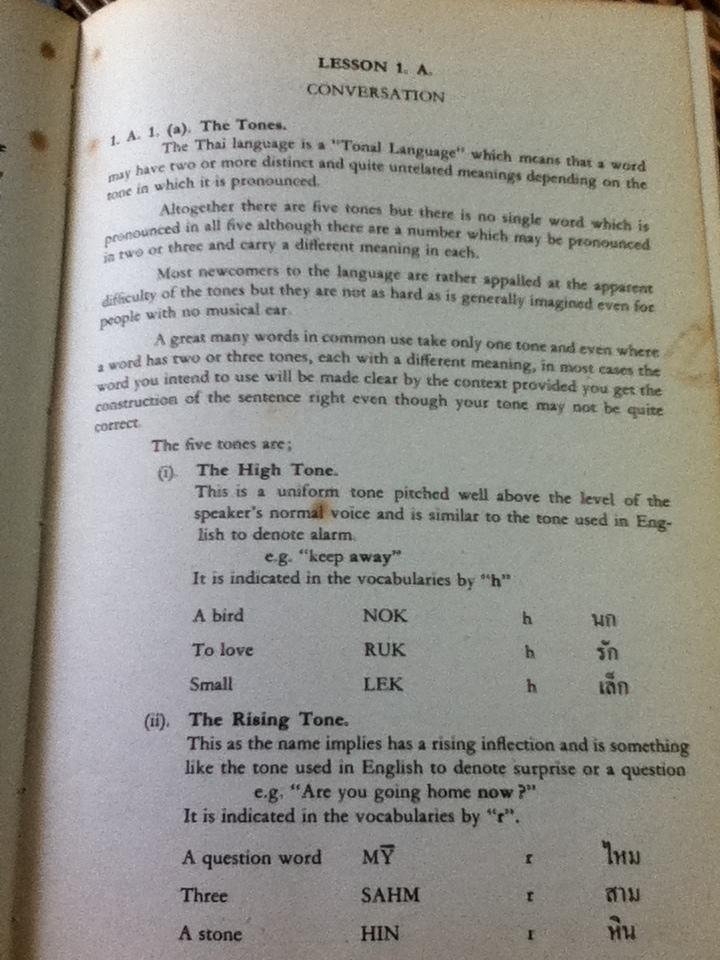 LESSON 1. A.
CONVERSATION
1. A. 1. (a). The Tones.
The Thai language is a "Tonal Language" which means that a word
may have two or more distinct and quite unrelated meanings depending on the
tone in which it is pronounced.
Altogether there are five tones but there is no single word which is
pronounced in all five although there are a number which may be pronounced
in two or three and carry a different meaning in each.
Most newcomers to the language are rather appalled at the apparent
difficulty of the tones but they are not as hard as is generally imagined even for
people with no musical ear.
A great many words in common use take only one tone and even where
a word has two or three tones, each with a different meaning, in most cases the
word you intend to use will be made clear by the context provided you get the
construction of the sentence right even though your tone may not be quite
correct.
The five tones are;
(i). The High Tone.
This is a uniform tone pitched well above the level of the
speaker's normal voice and is similar to the tone used in Eng-
lish to denote alarm.
e.g. "keep away"
It is indicated in the vocabularies by "h"
A bird NOK h นก
To love RUK h รัก
Small LEK h เล็ก
(ii). The Rising Tone.
This as the name implies has a rising inflection and is something
like the tone used in English to denote surprise or a question
e.g. "Are you going home now?"
It is indicated in the vocabularies by "r".
A question word MȲ r ไหม
Three SAHM r สาม
A stone HIN r หิน